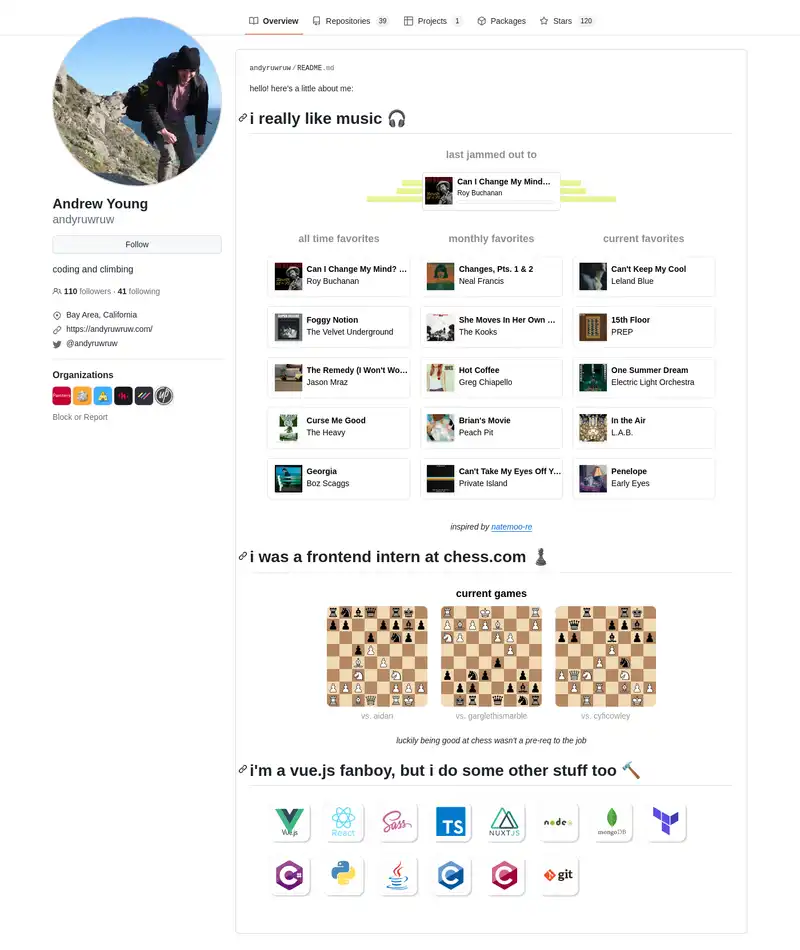 Overview Repositories 39 Projects 1 Packages Stars 120
andyruwruw/README.md
hello! here's a little about me:
i really like music
last jammed out to
Can I Change My Mind...
Roy Buchanan
Andrew Young
andyruwruw
Follow
coding and climbing
110 followers · 41 following
Bay Area, California
https://andyruwruw.com/
@andyruwruw
Organizations
Block or Report
all time favorites monthly favorites current favorites
Can I Change My Mind? ... Changes, Pts. 1 & 2 Can't Keep My Cool
Roy Buchanan Neal Francis Leland Blue
Foggy Notion She Moves In Her Own ... 15th Floor
The Velvet Underground The Kooks PREP
The Remedy (I Won't Wo... Hot Coffee One Summer Dream
Jason Mraz Greg Chiapello Electric Light Orchestra
Curse Me Good Brian's Movie In the Air
The Heavy Peach Pit L.A.B.
Georgia Can't Take My Eyes Off Y... Penelope
Boz Scaggs Private Island Early Eyes
inspired by natemoo-re
i was a frontend intern at chess.com
current games
vs. aidan vs. garglethismarble vs. cyficowley
luckily being good at chess wasn't a pre-req to the job
i'm a vue.js fanboy, but i do some other stuff too
Vue.js React Sass TS NUXTJS node mongoDB
C# Java C C git